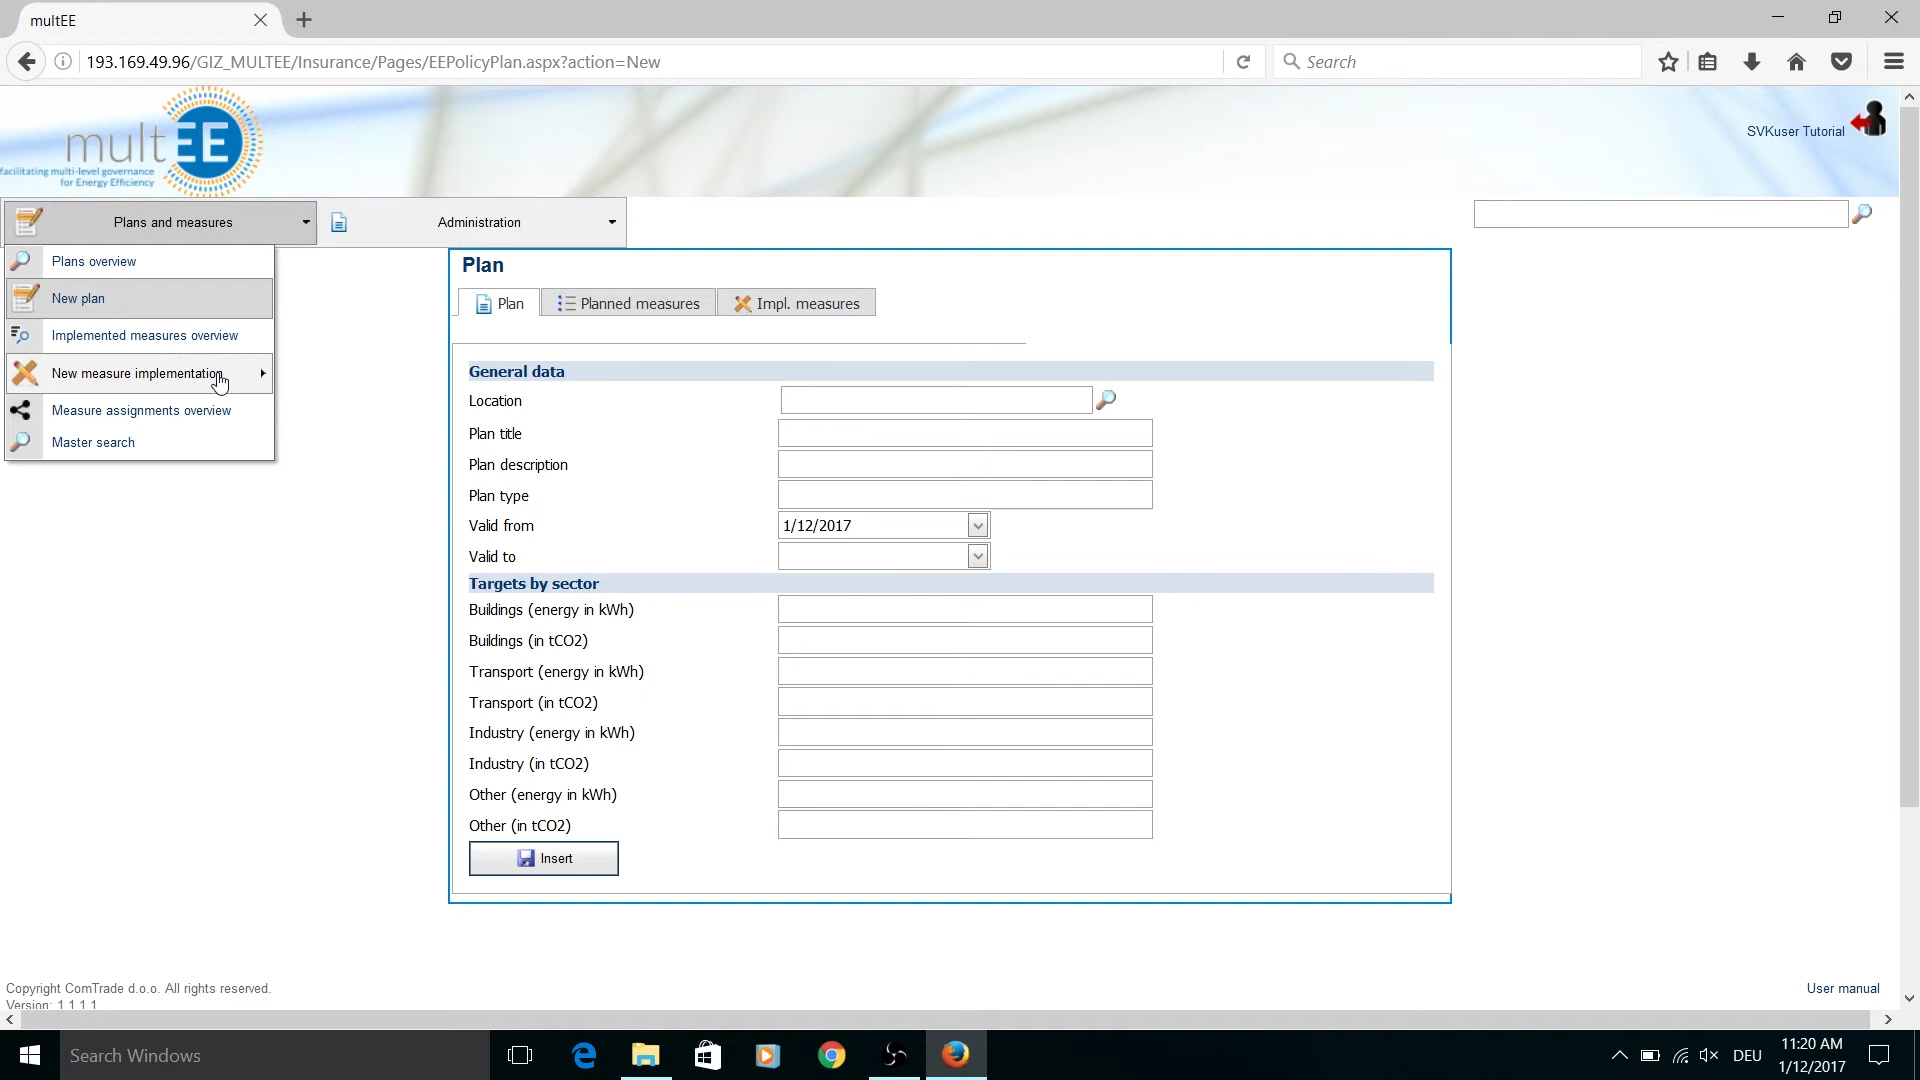 multEE
193.169.49.96/GIZ_MULTEE/Insurance/Pages/EEPolicyPlan.aspx?action=New
Search
mult EE
facilitating multi-level governance
for Energy Efficiency
SVKuser Tutorial
Plans and measures
Administration
Plans overview
New plan
Implemented measures overview
New measure implementation
Measure assignments overview
Master search
Plan
Plan
Planned measures
Impl. measures
General data
Location
Plan title
Plan description
Plan type
Valid from
1/12/2017
Valid to
Targets by sector
Buildings (energy in kWh)
Buildings (in tCO2)
Transport (energy in kWh)
Transport (in tCO2)
Industry (energy in kWh)
Industry (in tCO2)
Other (energy in kWh)
Other (in tCO2)
Insert
Copyright ComTrade d.o.o. All rights reserved.
User manual
Version: 1.1.1.1
Search Windows
DEU
11:20 AM
1/12/2017